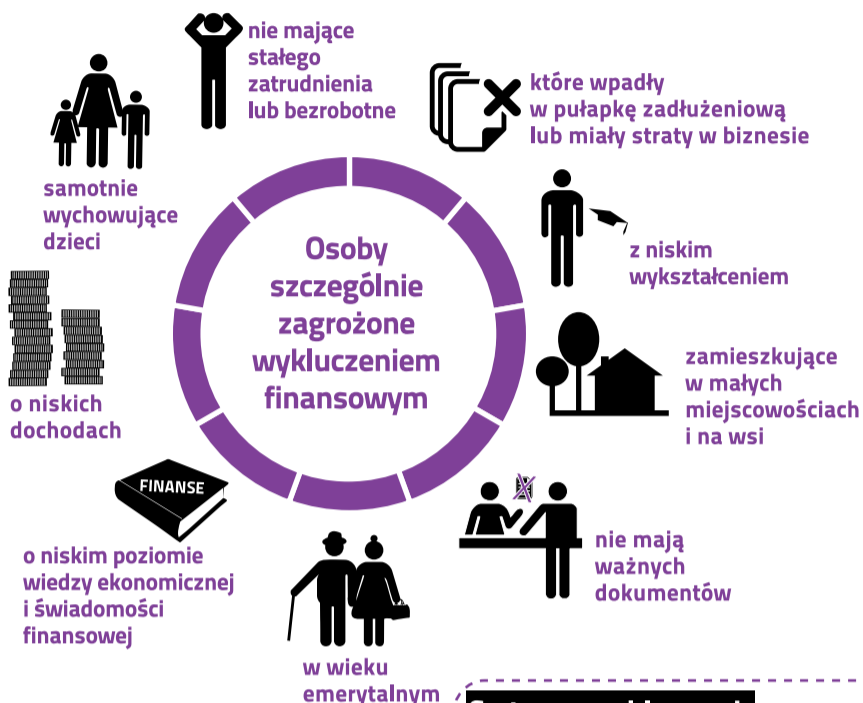 nie mające
stałego
zatrudnienia
lub bezrobotne
które wpadły
w pułapkę zadłużeniową
lub miały straty w biznesie
samotnie
wychowujące
dzieci
Osoby
szczególnie
zagrożone
wykluczeniem
finansowym
z niskim
wykształceniem
zamieszkujące
w małych
miejscowościach
i na wsi
o niskich
dochodach
FINANSE
o niskim poziomie
wiedzy ekonomicznej
i świadomości
finansowej
nie mają
ważnych
dokumentów
w wieku
emerytalnym